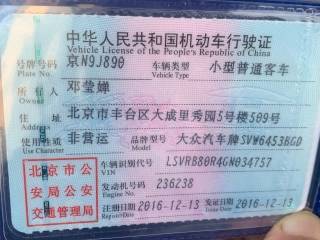 中华人民共和国机动车行驶证
Vehicle License of the People's Republic of China
号牌号码 京N9J890 车辆类型 小型普通客车
Plate No. Vehicle Type
所有人 邓莹婵
Owner
住址 北京市丰台区大成里秀园5号楼509号
Address
使用性质 非营运 品牌型号 大众汽车牌SVW6453BGD
Use Character Model
北京市公安局公安交通管理局
车辆识别代号 LSVRB80R4GN034757
VIN
发动机号码 236238
Engine No.
注册日期 2016-12-13 发证日期 2016-12-13
Register Date Issue Date